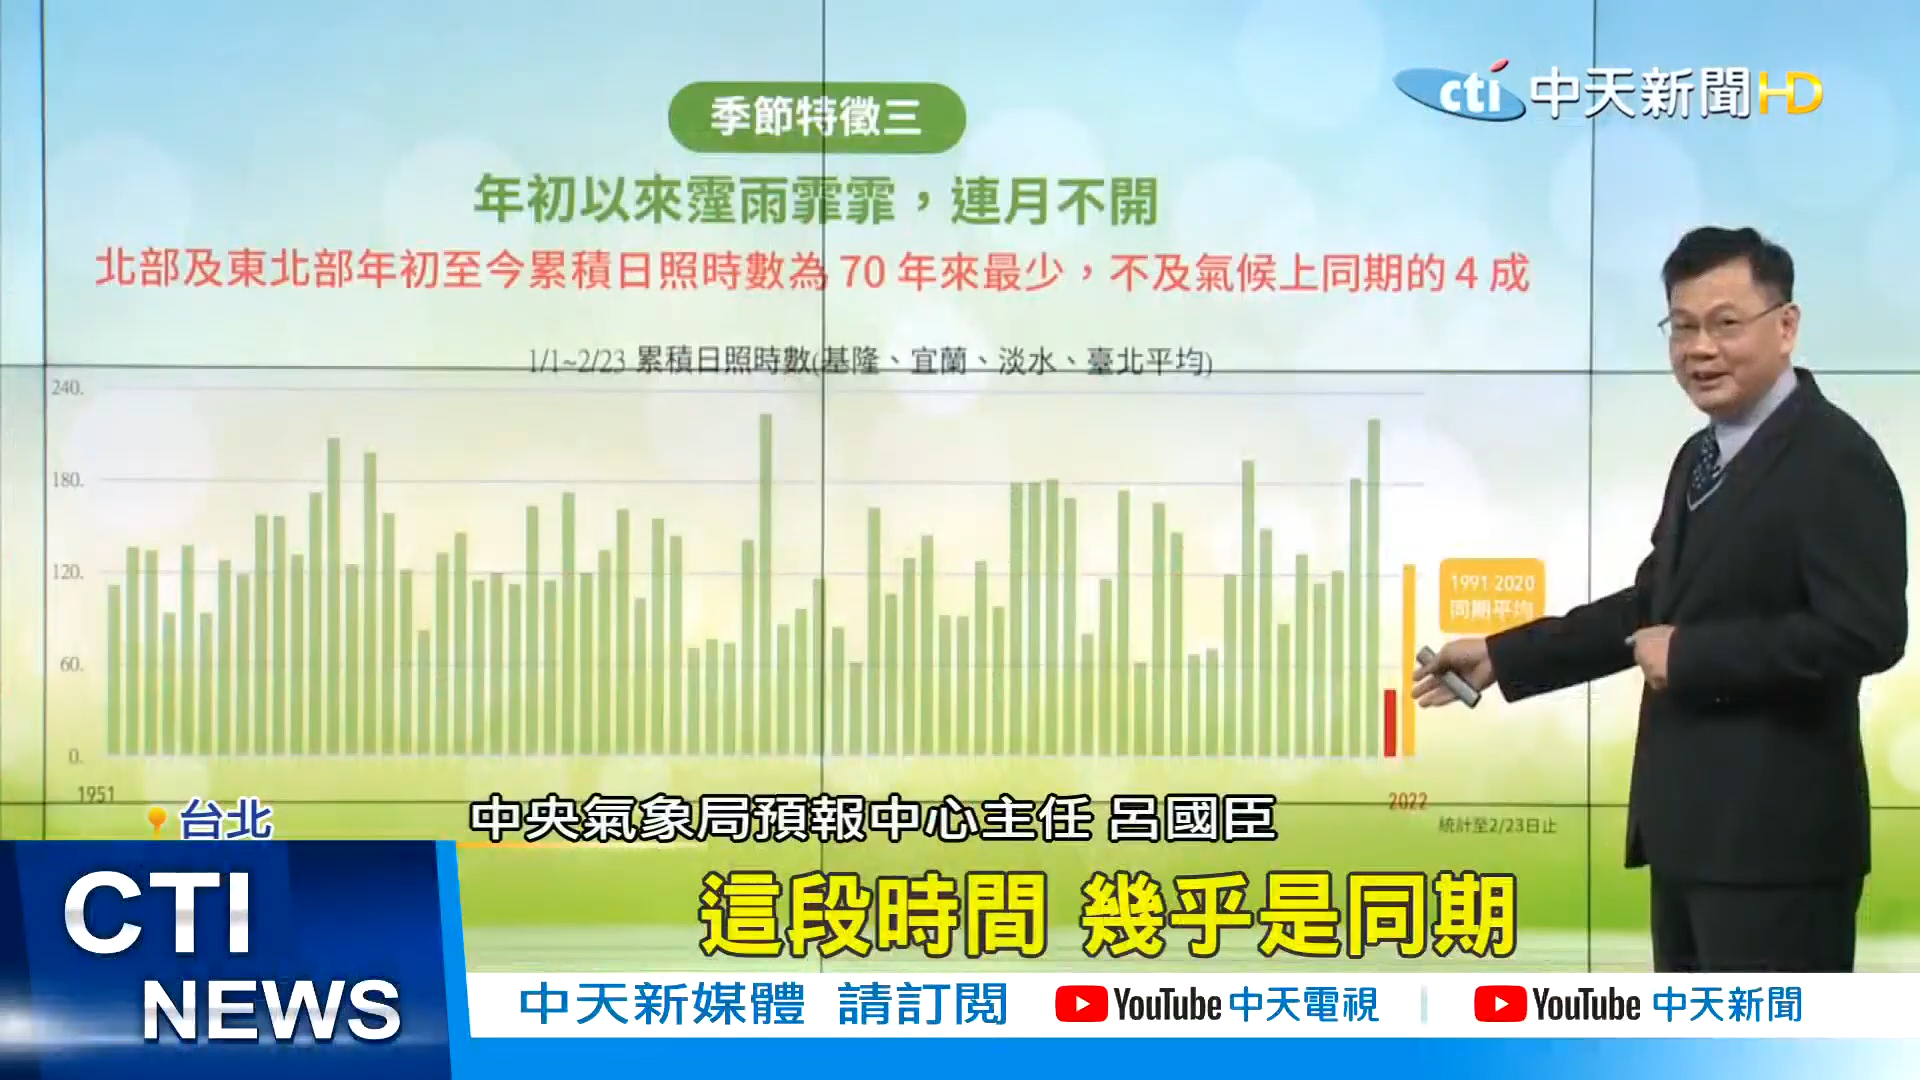 cti 中天新聞HD
季節特徵三
年初以來霪雨霏霏，連月不開
北部及東北部年初至今累積日照時數為 70 年來最少，不及氣候上同期的 4 成
1/1~2/23 累積日照時數(基隆、宜蘭、淡水、臺北平均)
240.
180.
120.
60.
0.
1991-2020
同期平均
1951
2022
統計至2/23日止
台北
中央氣象局預報中心主任 呂國臣
這段時間 幾乎是同期
CTI
NEWS
中天新媒體 請訂閱 YouTube 中天電視 YouTube 中天新聞